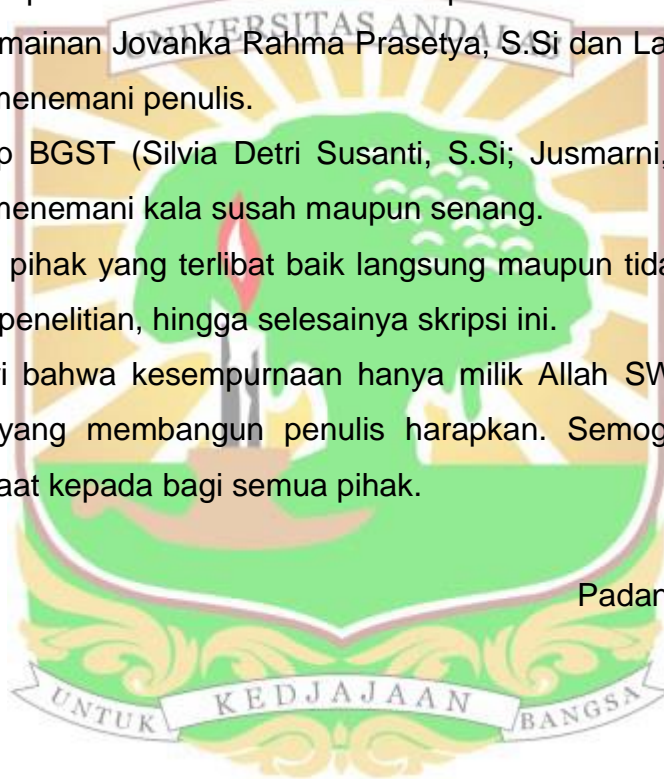 UNIVERSITAS ANDALAS
mainan Jovanka Rahma Prasetya, S.Si dan La
menemani penulis.
p BGST (Silvia Detri Susanti, S.Si; Jusmarni,
menemani kala susah maupun senang.
pihak yang terlibat baik langsung maupun tida
penelitian, hingga selesainya skripsi ini.
ri bahwa kesempurnaan hanya milik Allah SW
yang membangun penulis harapkan. Semog
aat kepada bagi semua pihak.
Padan
UNTUK KEDJAJAAN BANGSA